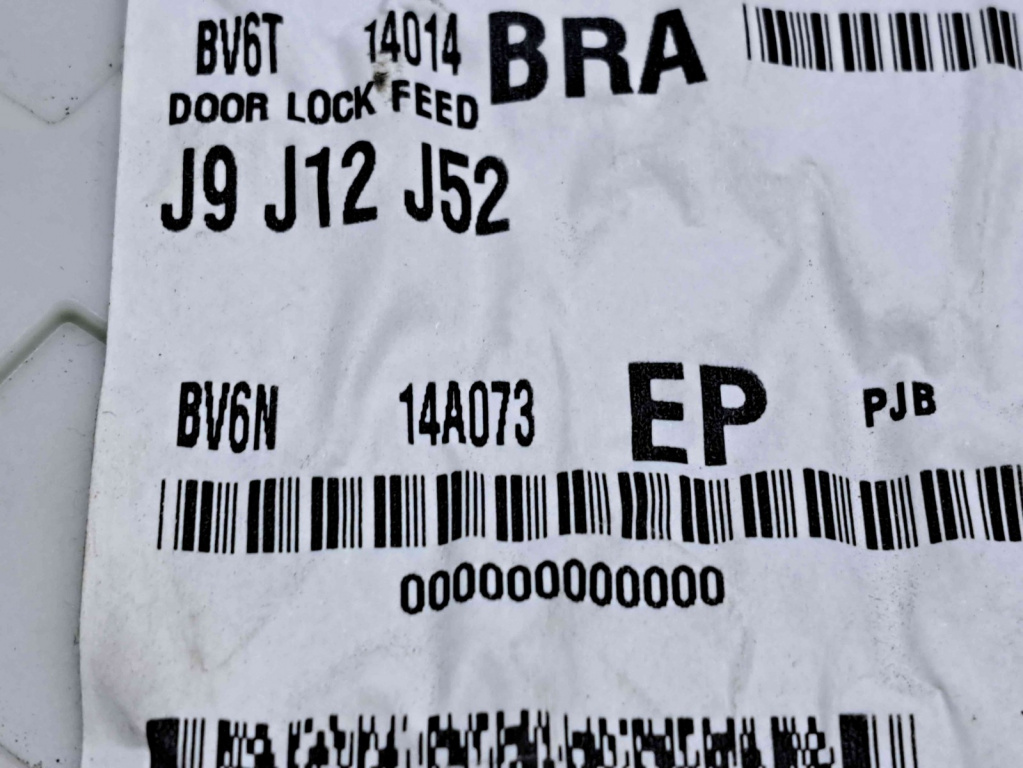 BV6T 14014 BRA
DOOR LOCK FEED
J9 J12 J52
BV6N 14A073 EP PJB
000000000000